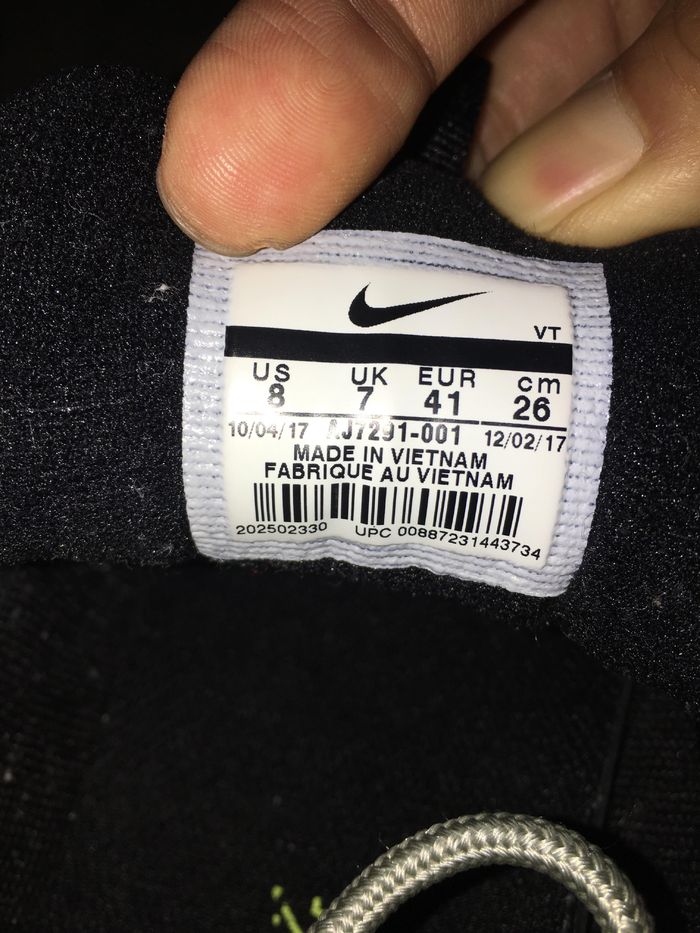 VT
US UK EUR cm
8 7 41 26
10/04/17 AJ7291-001 12/02/17
MADE IN VIETNAM
FABRIQUE AU VIETNAM
202502330 UPC 00887231443734